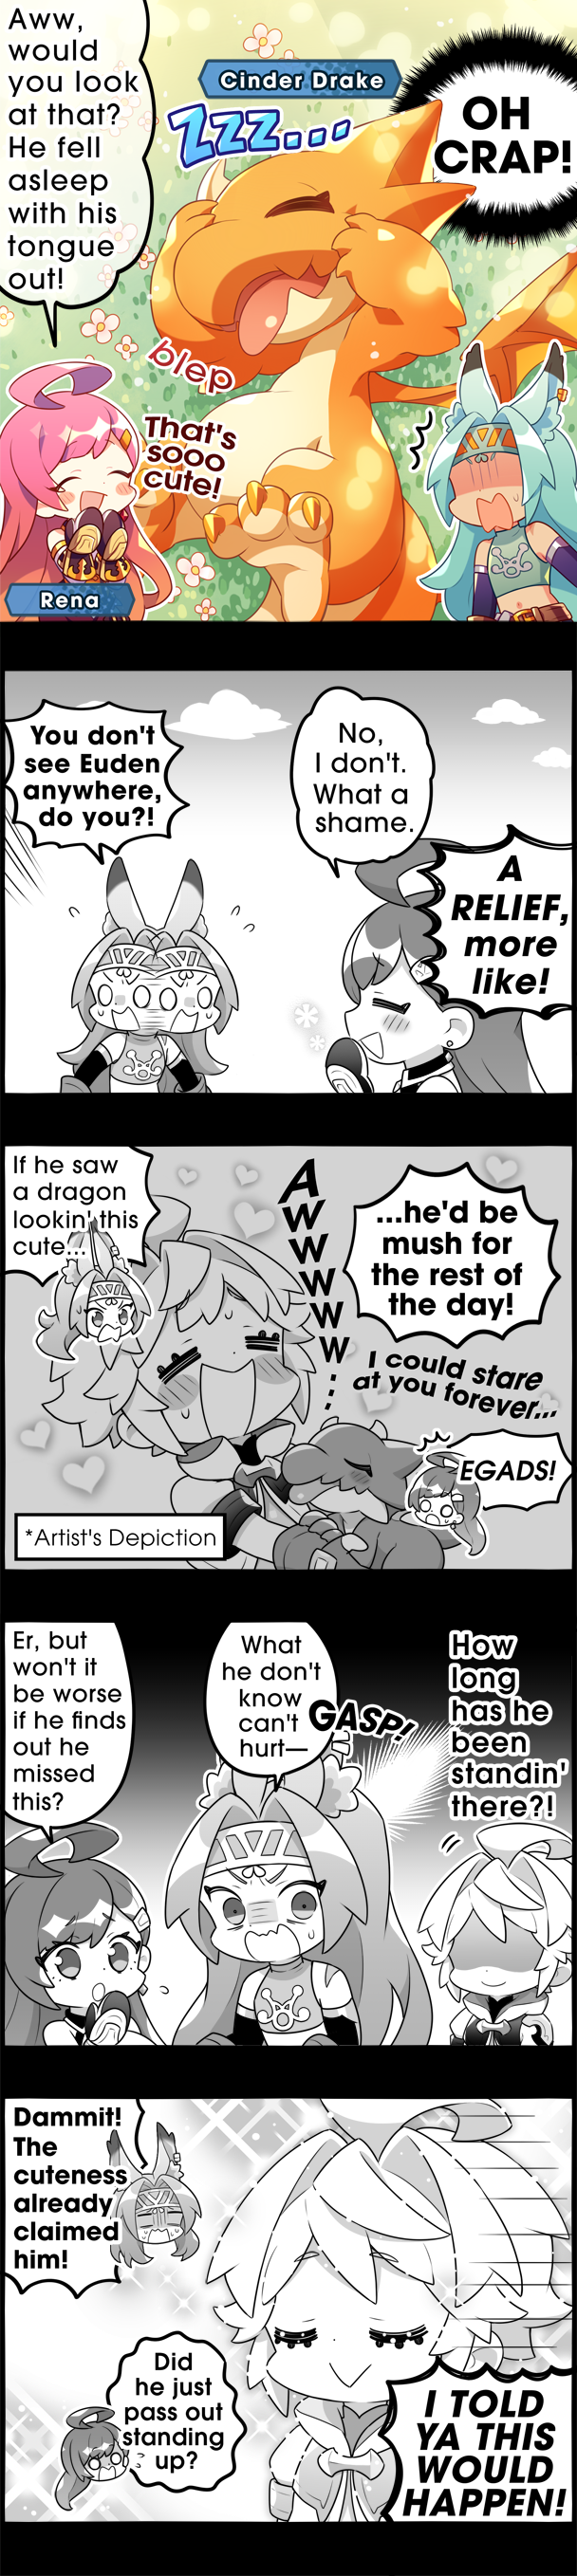 Aww,
would
you look
at that?
He fell
asleep
with his
tongue
out!
Cinder Drake
Zzz...
OH
CRAP!
blep
That's
sooo
cute!
Rena
You don't
see Euden
anywhere,
do you?!
No,
I don't.
What a
shame.
A
RELIEF,
more
like!
If he saw
a dragon
lookin' this
cute...
AWWWWW...
...he'd be
mush for
the rest of
the day!
I could stare
at you forever...
EGADS!
*Artist's Depiction
Er, but
won't it
be worse
if he finds
out he
missed
this?
What
he don't
know
can't
hurt—
GASP!
How
long
has he
been
standin'
there?!
Dammit!
The
cuteness
already
claimed
him!
Did
he just
pass out
standing
up?
I TOLD
YA THIS
WOULD
HAPPEN!